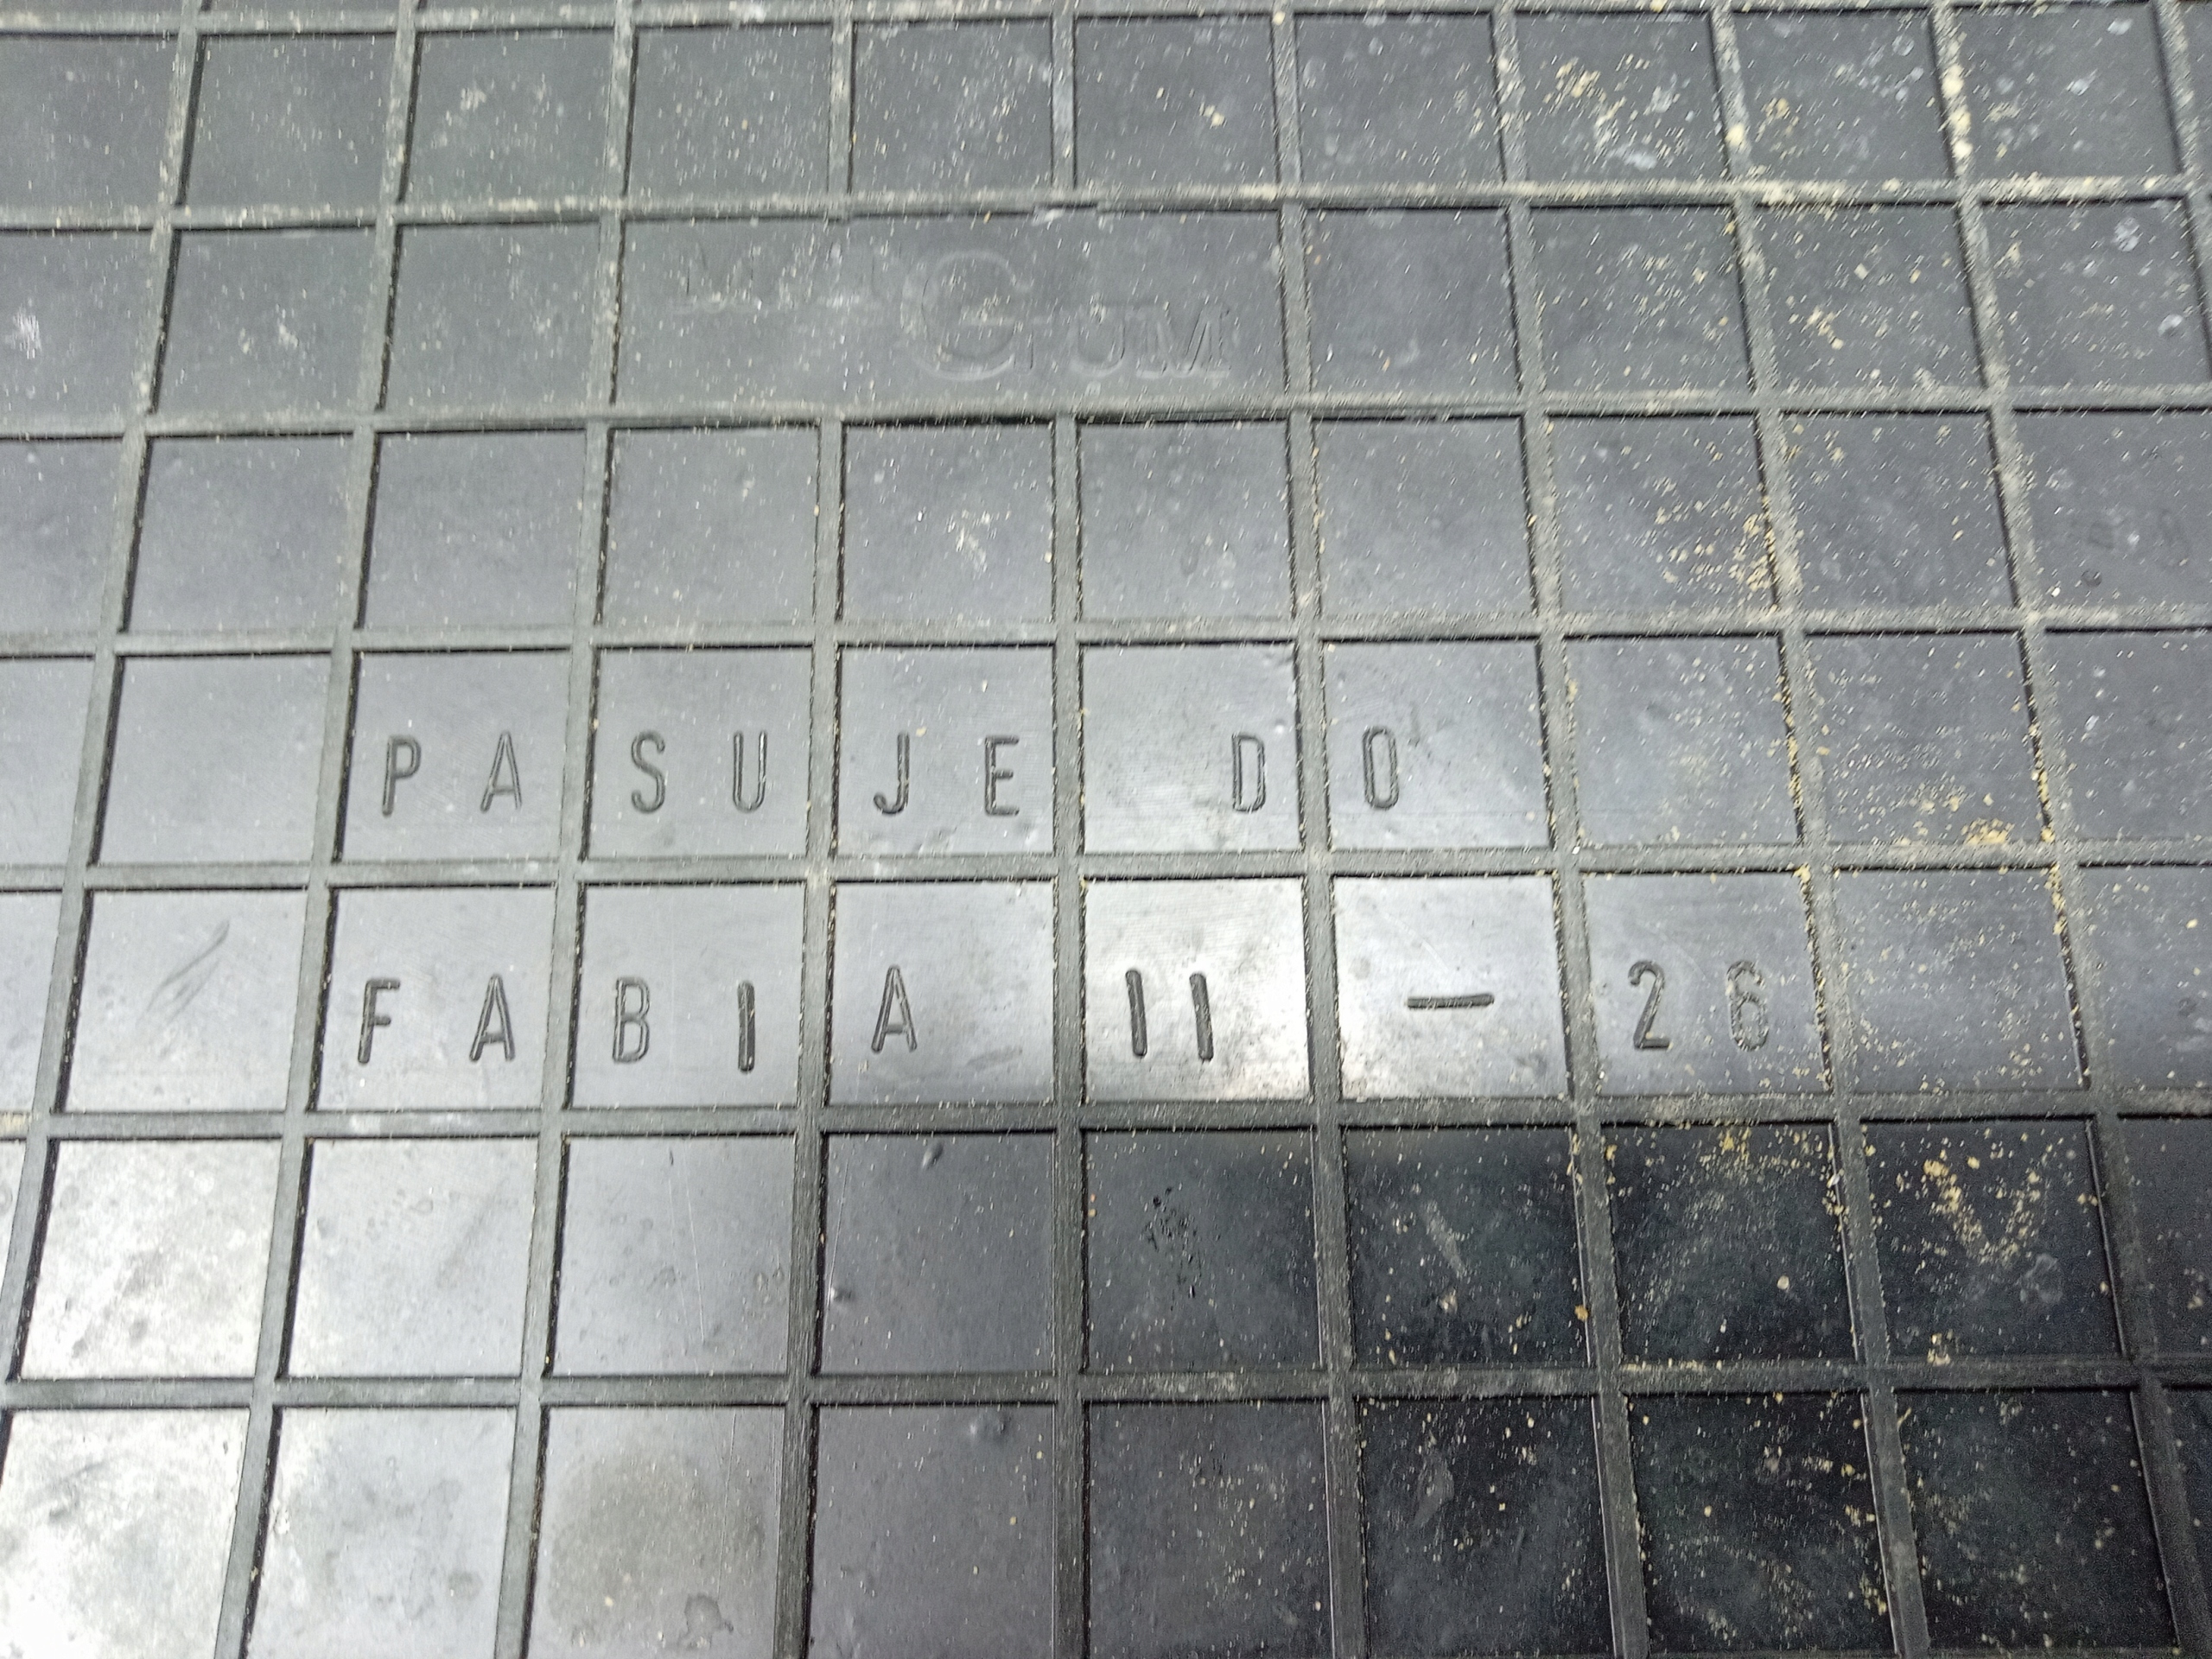 PASUJE DO
FABIA II - 26